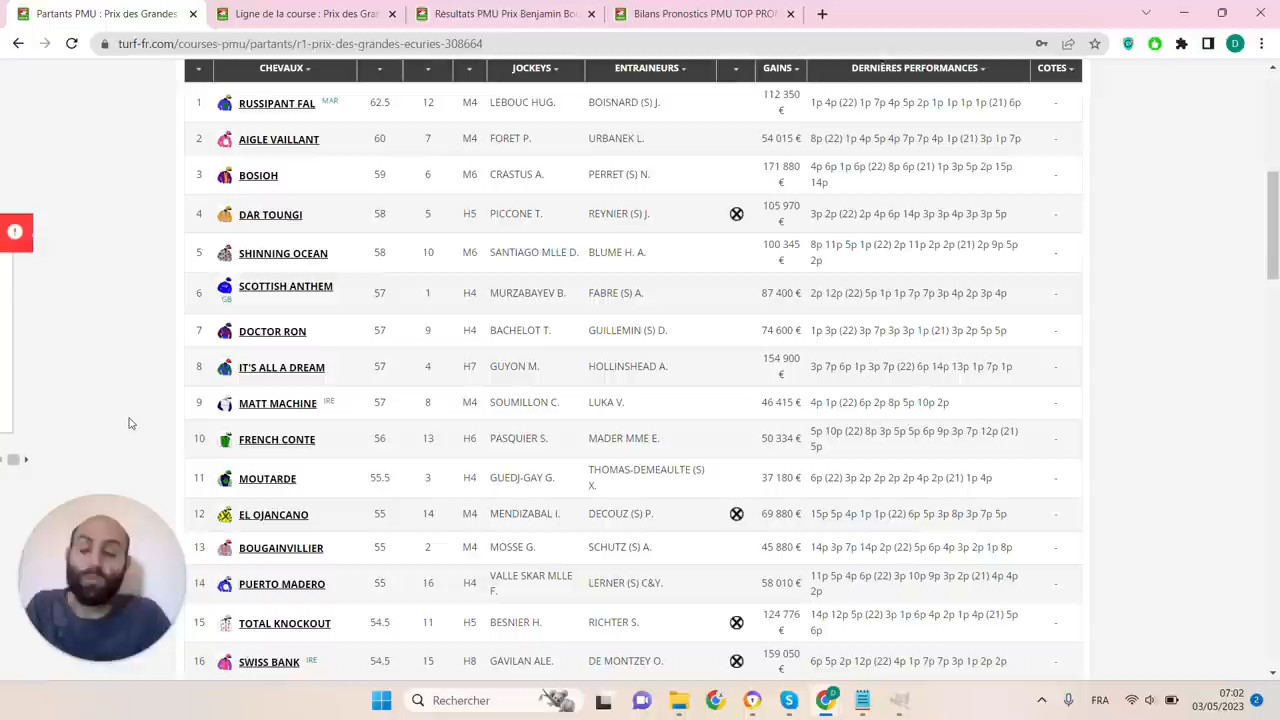 Partants PMU : Prix des Grandes
Ligne de la course : Prix des Gra
Résultats PMU Prix Benjamin Bo
Bilans Pronostics PMU TOP PRO
turf-fr.com/courses-pmu/partants/r1-prix-des-grandes-ecuries-30866
D
CHEVAUX JOCKEYS ENTRAINEURS GAINS DERNIÈRES PERFORMANCES COTES
1 RUSSIPANT FAL MAR 62.5 12 M4 LEBOUC HUG. BOISNARD (S) J. 112 350 € 1p 4p (22) 1p 7p 4p 5p 2p 1p 1p 1p 1p (21) 6p -
2 AIGLE VAILLANT 60 7 M4 FORET P. URBANEK L. 54 015 € 8p (22) 1p 4p 5p 4p 7p 7p 4p 1p (21) 3p 1p 7p -
3 BOSIOH 59 6 M6 CRASTUS A. PERRET (S) N. 171 880 € 4p 6p 1p 6p (22) 8p 6p (21) 1p 3p 5p 2p 15p 14p -
4 DAR TOUNGI 58 5 H5 PICCONE T. REYNIER (S) J. 105 970 € 3p 2p (22) 2p 4p 6p 14p 3p 3p 4p 3p 3p 5p -
5 SHINNING OCEAN 58 10 M6 SANTIAGO MLLE D. BLUME H. A. 100 345 € 8p 11p 5p 1p (22) 2p 11p 2p 2p (21) 2p 9p 5p 2p -
6 SCOTTISH ANTHEM GB 57 1 H4 MURZABAYEV B. FABRE (S) A. 87 400 € 2p 12p (22) 5p 1p 1p 7p 7p 3p 4p 2p 3p 4p -
7 DOCTOR RON 57 9 H4 BACHELOT T. GUILLEMIN (S) D. 74 600 € 1p 3p (22) 3p 7p 3p 3p 1p (21) 3p 2p 5p 5p -
8 IT'S ALL A DREAM 57 4 H7 GUYON M. HOLLINSHEAD A. 154 900 € 3p 7p 6p 1p 3p 7p (22) 6p 14p 13p 1p 7p 1p -
9 MATT MACHINE IRE 57 8 M4 SOUMILLON C. LUKA V. 46 415 € 4p 1p (22) 6p 2p 8p 5p 10p 2p -
10 FRENCH CONTE 56 13 H6 PASQUIER S. MADER MME E. 50 334 € 5p 10p (22) 8p 3p 5p 5p 6p 9p 3p 7p 12p (21) 5p -
11 MOUTARDE 55.5 3 H4 GUEDJ-GAY G. THOMAS-DEMEAULTE (S) X. 37 180 € 6p (22) 3p 2p 2p 2p 2p 4p 2p (21) 1p 4p -
12 EL OJANCANO 55 14 M4 MENDIZABAL I. DECOUZ (S) P. 69 880 € 15p 5p 4p 1p 1p (22) 6p 5p 3p 8p 3p 7p 5p -
13 BOUGAINVILLIER 55 2 M4 MOSSE G. SCHUTZ (S) A. 45 880 € 14p 3p 7p 14p 2p (22) 5p 6p 4p 3p 2p 1p 8p -
14 PUERTO MADERO 55 16 H4 VALLE SKAR MLLE F. LERNER (S) C&Y. 58 010 € 11p 5p 4p 6p (22) 3p 10p 9p 3p 2p (21) 4p 4p 2p -
15 TOTAL KNOCKOUT 54.5 11 H5 BESNIER H. RICHTER S. 124 776 € 14p 12p 5p (22) 3p 1p 6p 4p 2p 1p 4p (21) 5p 6p -
16 SWISS BANK IRE 54.5 15 H8 GAVILAN ALE. DE MONTZEY O. 159 050 € 6p 5p 2p 12p (22) 4p 1p 7p 7p 3p 1p 2p 2p -
Rechercher
D
FRA
07:02
03/05/2023
2